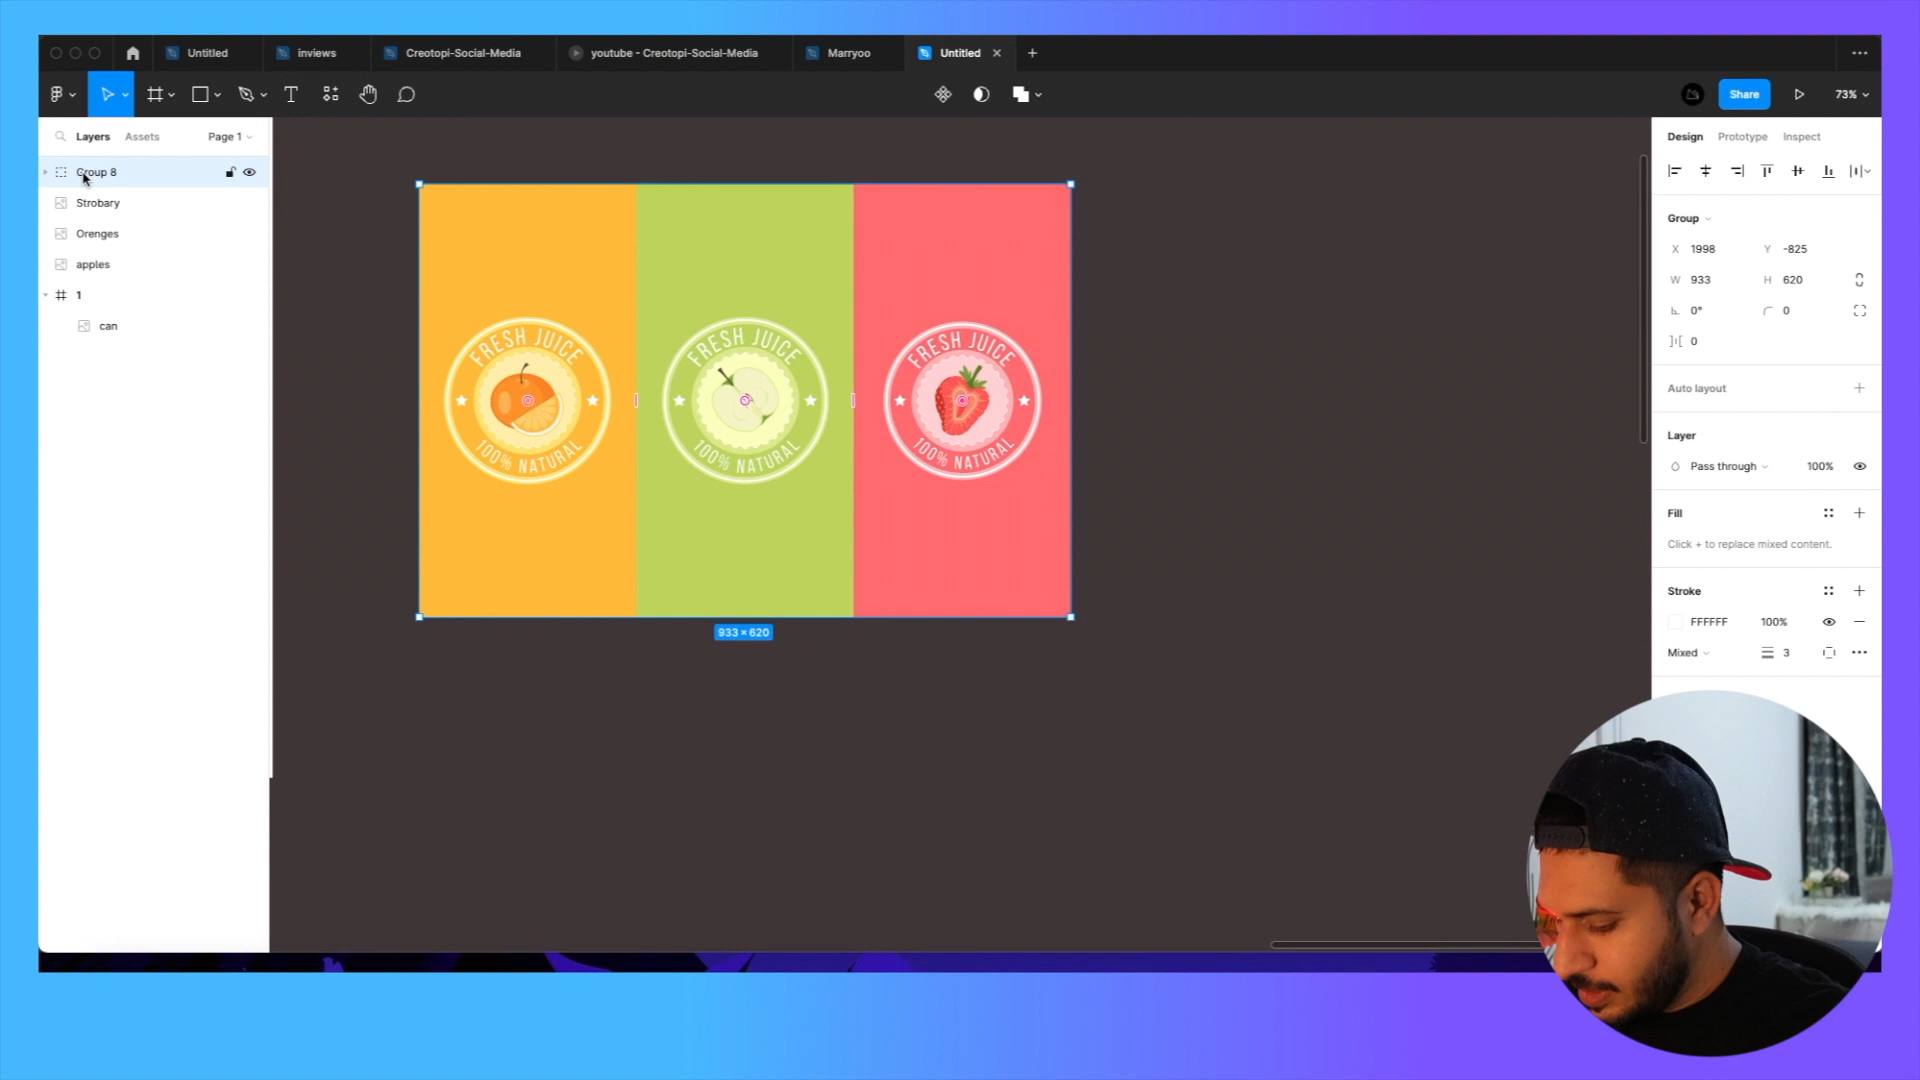 Untitled
inviews
Creotopi-Social-Media
youtube - Creotopi-Social-Media
Marryoo
Untitled
Share
73%
Layers
Assets
Page 1
Group 8
Strobary
Orenges
apples
1
can
FRESH JUICE
100% NATURAL
FRESH JUICE
100% NATURAL
FRESH JUICE
100% NATURAL
933 × 620
Design
Prototype
Inspect
Group
X 1998
Y -825
W 933
H 620
0°
0
0
Auto layout
Layer
Pass through
100%
Fill
Click + to replace mixed content.
Stroke
FFFFFF
100%
Mixed
3